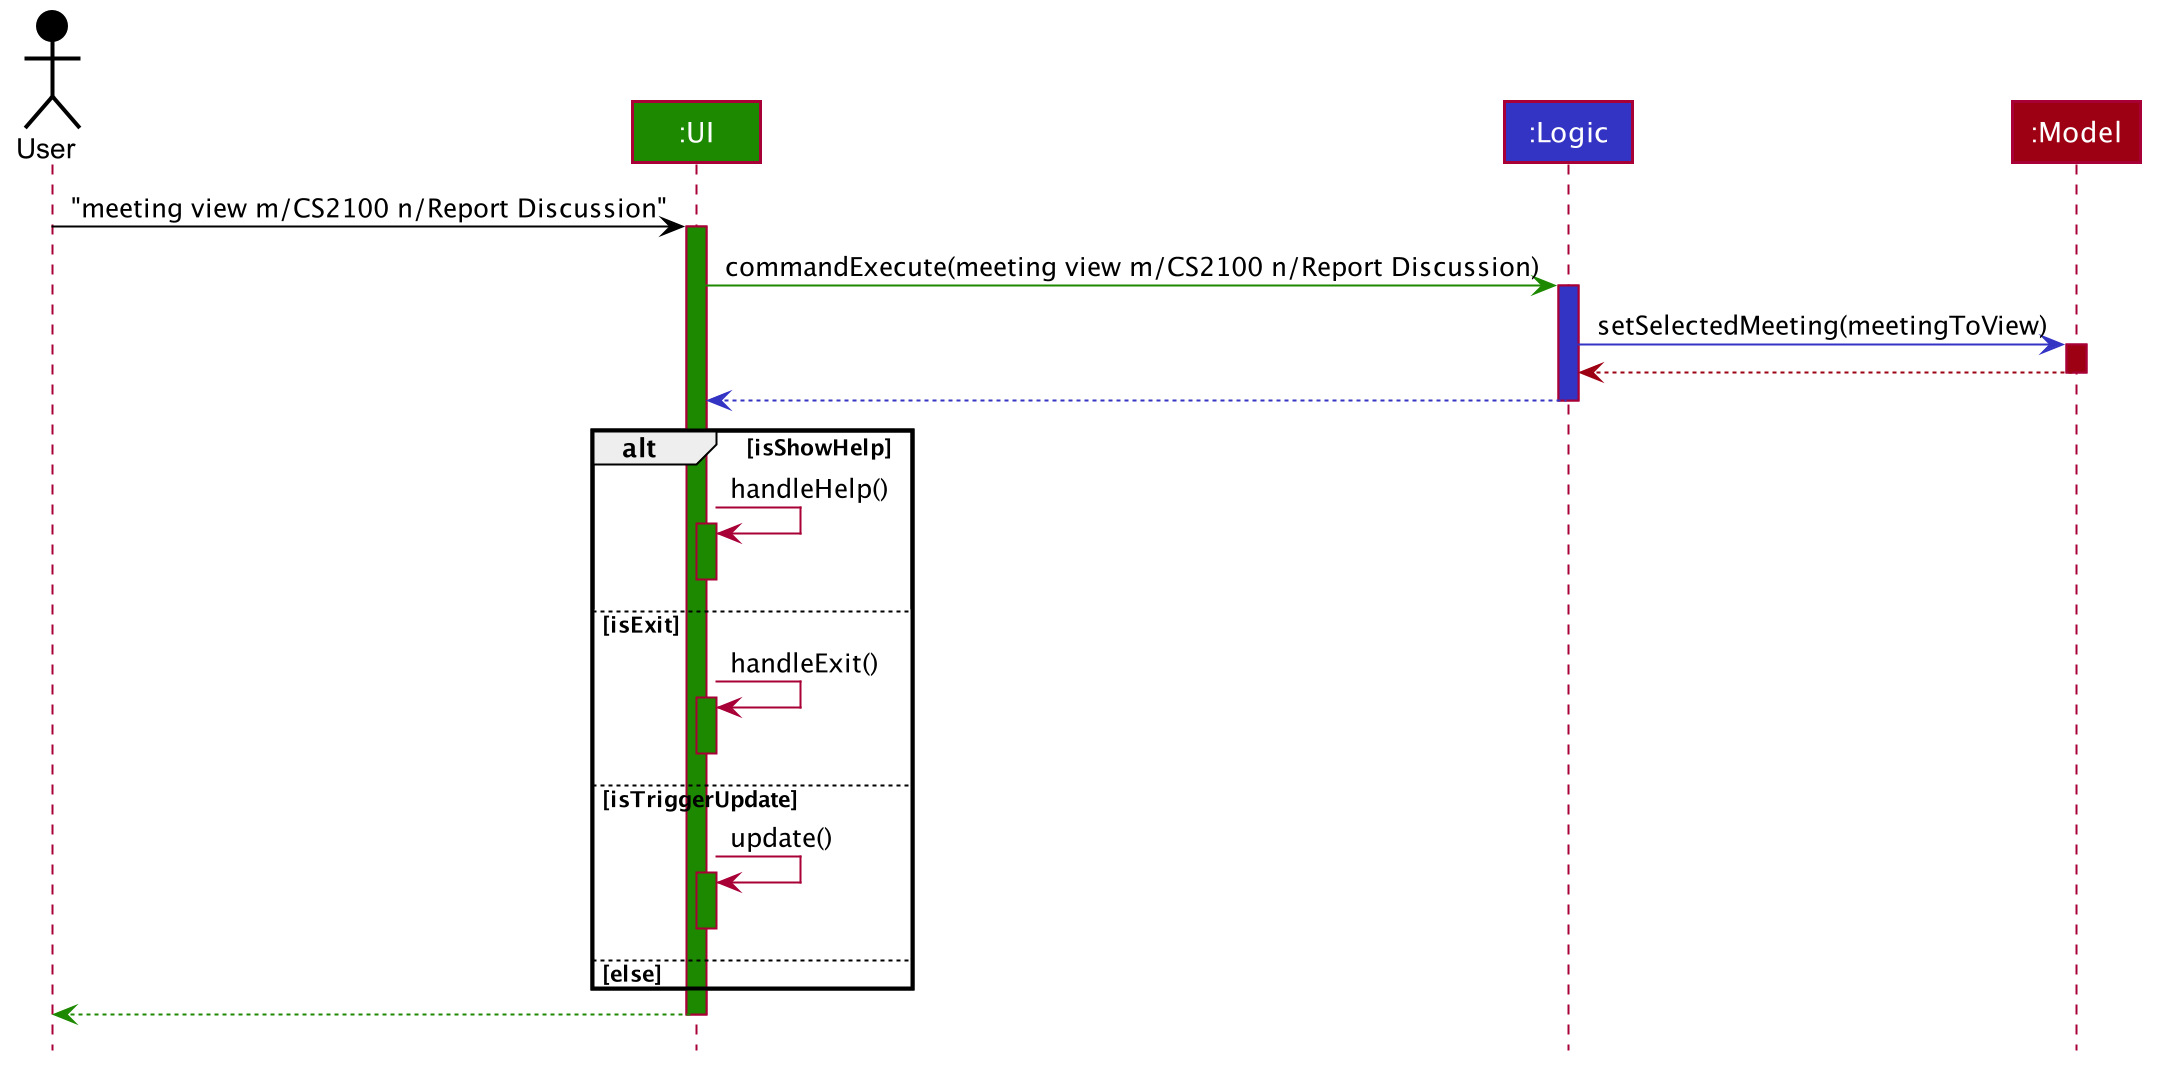 User
:UI
:Logic
:Model
"meeting view m/CS2100 n/Report Discussion"
commandExecute(meeting view m/CS2100 n/Report Discussion)
setSelectedMeeting(meetingToView)
alt
[isShowHelp]
handleHelp()
[isExit]
handleExit()
[isTriggerUpdate]
update()
[else]